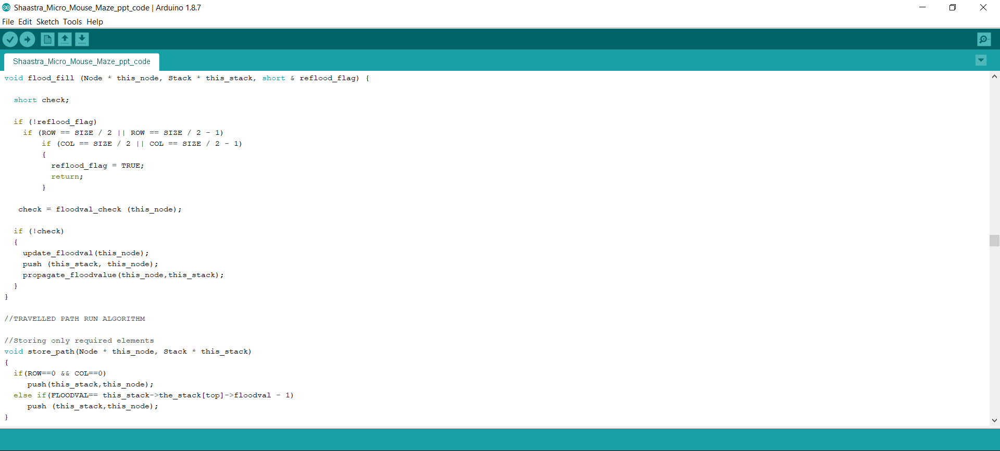 Shaastra_Micro_Mouse_Maze_ppt_code | Arduino 1.8.7
File Edit Sketch Tools Help
Shaastra_Micro_Mouse_Maze_ppt_code
void flood_fill (Node * this_node, Stack * this_stack, short & reflood_flag) {
short check;
if (!reflood_flag)
if (ROW == SIZE / 2 || ROW == SIZE / 2 - 1)
if (COL == SIZE / 2 || COL == SIZE / 2 - 1)
{
reflood_flag = TRUE;
return;
}
check = floodval_check (this_node);
if (!check)
{
update_floodval(this_node);
push (this_stack, this_node);
propagate_floodvalue(this_node,this_stack);
}
}
//TRAVELLED PATH RUN ALGORITHM
//Storing only required elements
void store_path(Node * this_node, Stack * this_stack)
{
if(ROW==0 && COL==0)
push(this_stack,this_node);
else if(FLOODVAL== this_stack->the_stack[top]->floodval - 1)
push (this_stack,this_node);
}